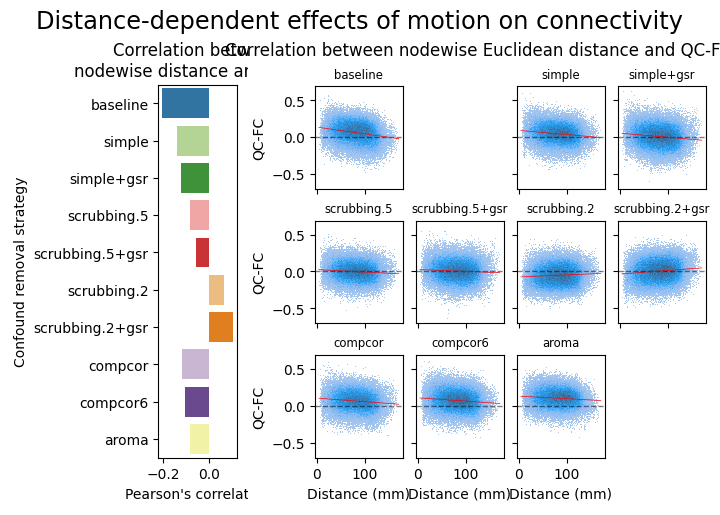 Distance-dependent effects of motion on connectivity
Correlation between nodewise Euclidean distance and QC-F
nodewise distance ar
Confound removal strategy
baseline
simple
simple+gsr
scrubbing.5
scrubbing.5+gsr
scrubbing.2
scrubbing.2+gsr
compcor
compcor6
aroma
−0.2 0.0
Pearson's correlat
baseline simple simple+gsr
QC-FC
0.5
0.0
−0.5
scrubbing.5 scrubbing.5+gsr scrubbing.2 scrubbing.2+gsr
QC-FC
0.5
0.0
−0.5
compcor compcor6 aroma
QC-FC
0.5
0.0
−0.5
0 100 0 100 0 100
Distance (mm) Distance (mm) Distance (mm)